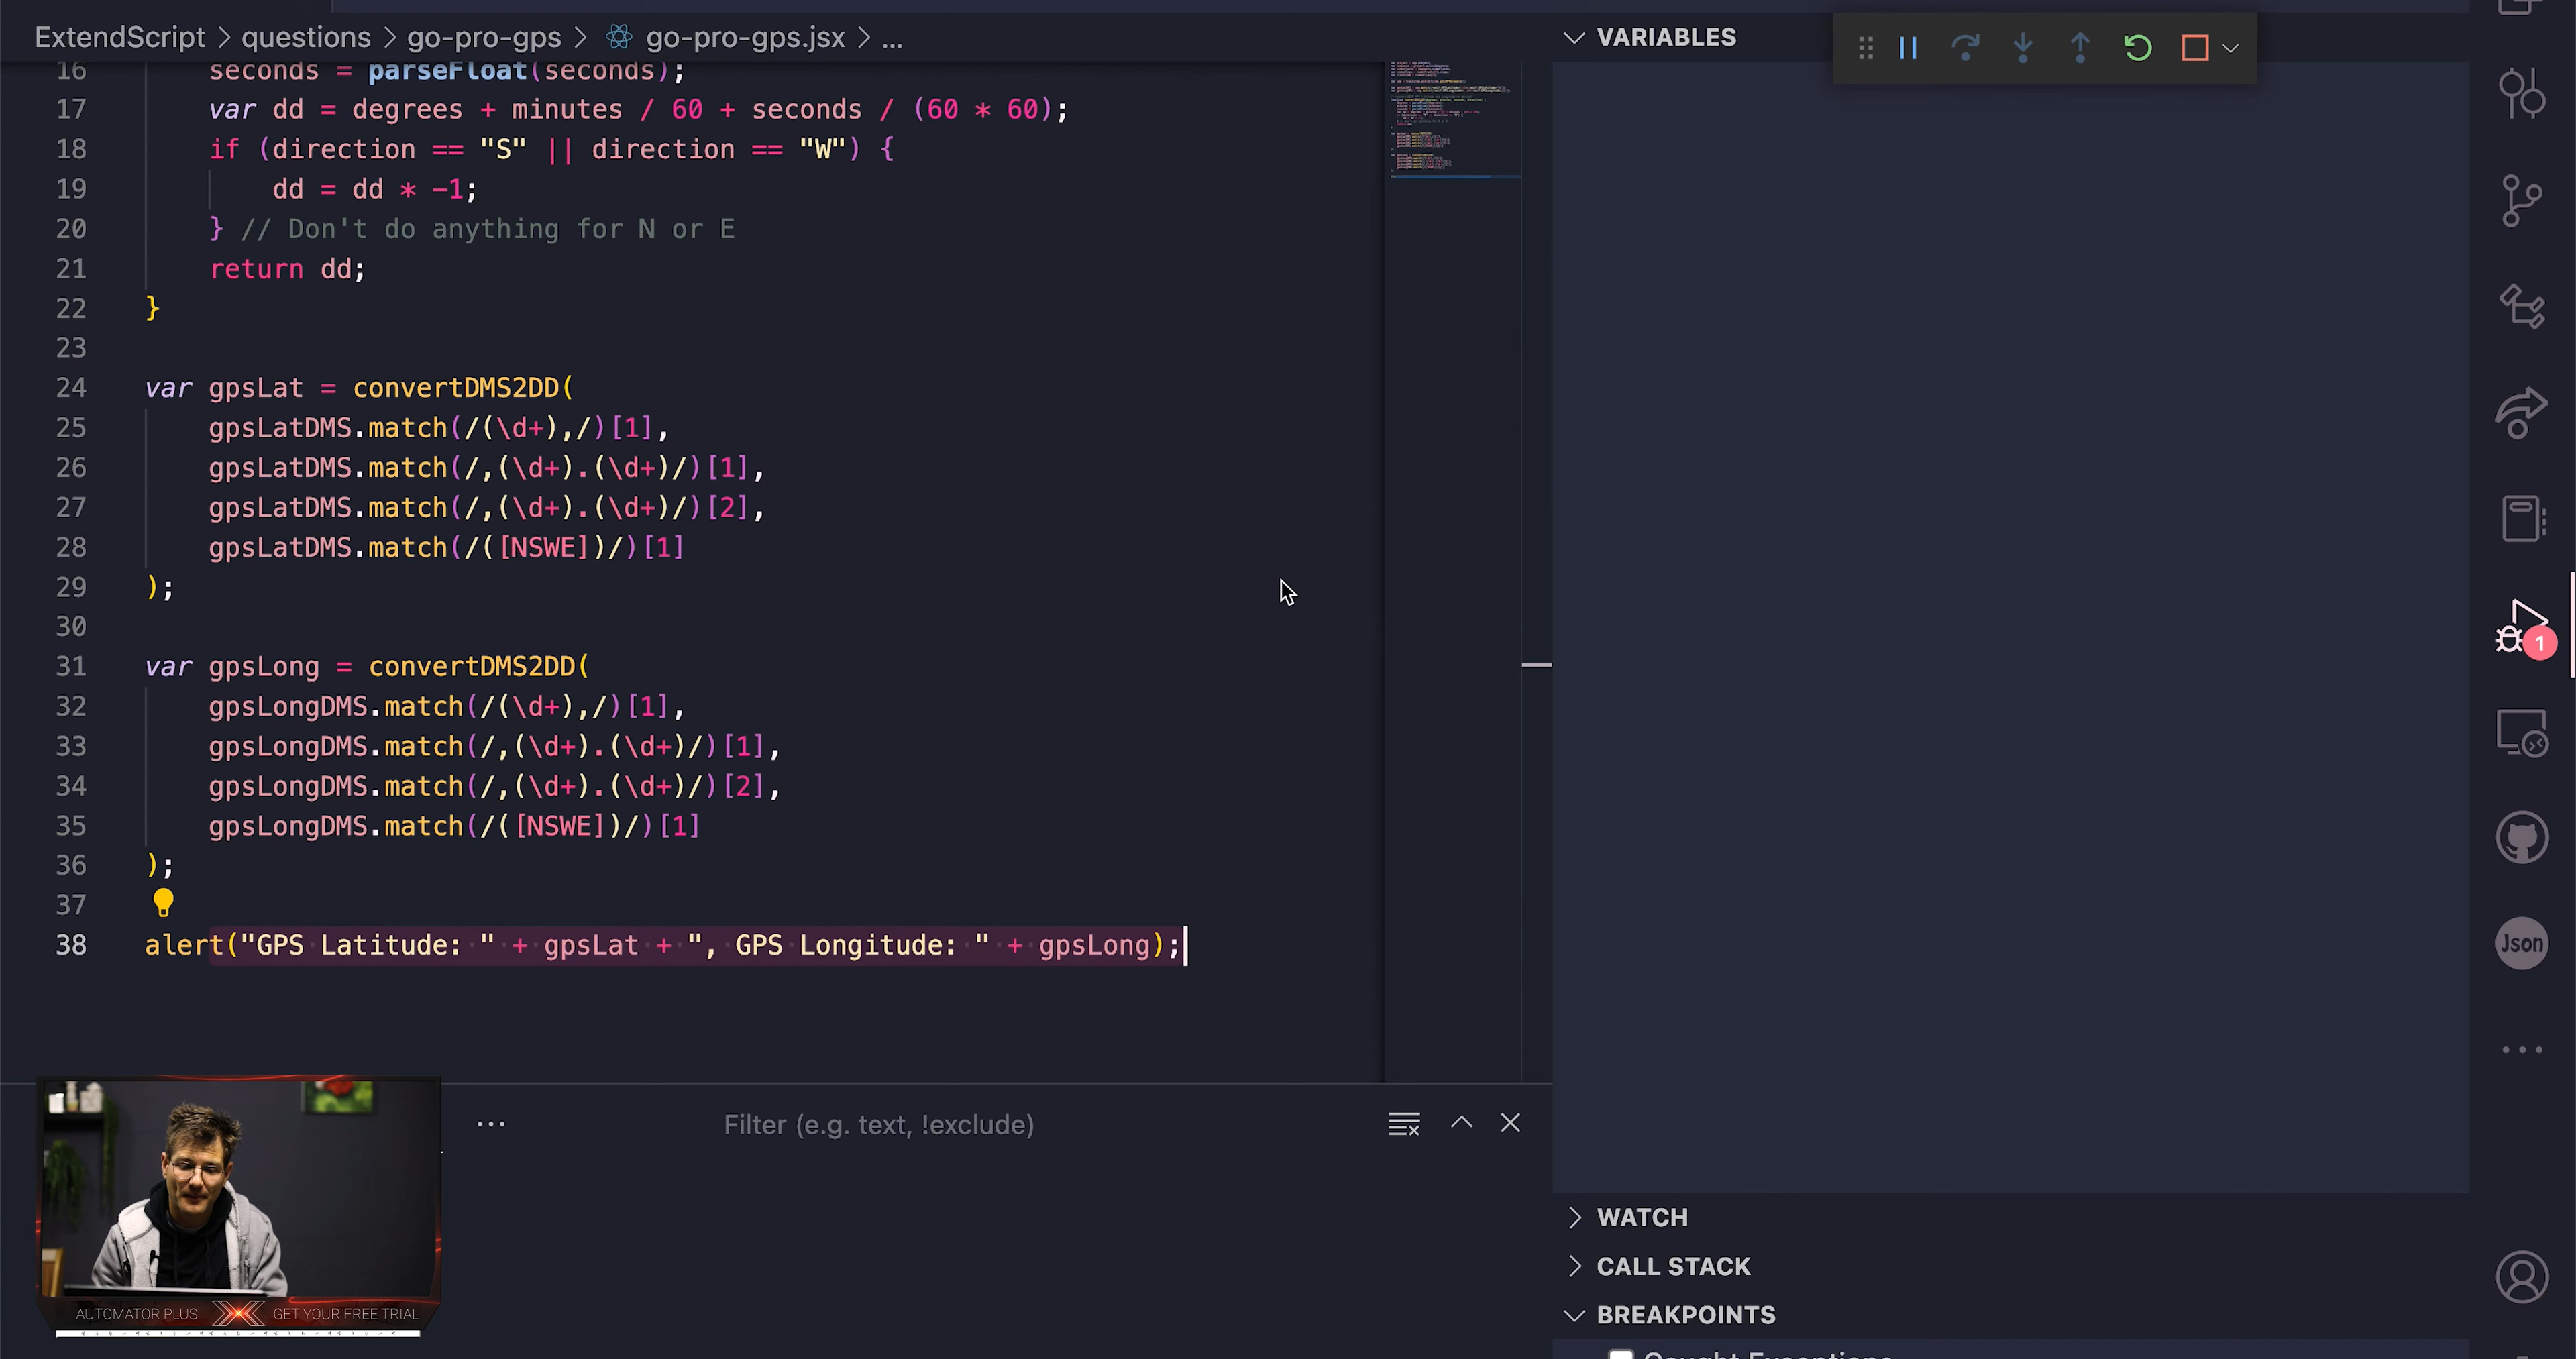 ExtendScript > questions > go-pro-gps > go-pro-gps.jsx > ...
VARIABLES
16 seconds = parseFloat(seconds);
17 var dd = degrees + minutes / 60 + seconds / (60 * 60);
18 if (direction == "S" || direction == "W") {
19 dd = dd * -1;
20 } // Don't do anything for N or E
21 return dd;
22 }
23
24 var gpsLat = convertDMS2DD(
25 gpsLatDMS.match(/(\d+),/)[1],
26 gpsLatDMS.match(/,(\d+).(\d+)/)[1],
27 gpsLatDMS.match(/,(\d+).(\d+)/)[2],
28 gpsLatDMS.match(/([NSWE])/)[1]
29 );
30
31 var gpsLong = convertDMS2DD(
32 gpsLongDMS.match(/(\d+),/)[1],
33 gpsLongDMS.match(/,(\d+).(\d+)/)[1],
34 gpsLongDMS.match(/,(\d+).(\d+)/)[2],
35 gpsLongDMS.match(/([NSWE])/)[1]
36 );
37
38 alert("GPS Latitude: " + gpsLat + ", GPS Longitude: " + gpsLong);
1
Json
Filter (e.g. text, !exclude)
WATCH
CALL STACK
BREAKPOINTS
Caught Exceptions
AUTOMATOR PLUS GET YOUR FREE TRIAL